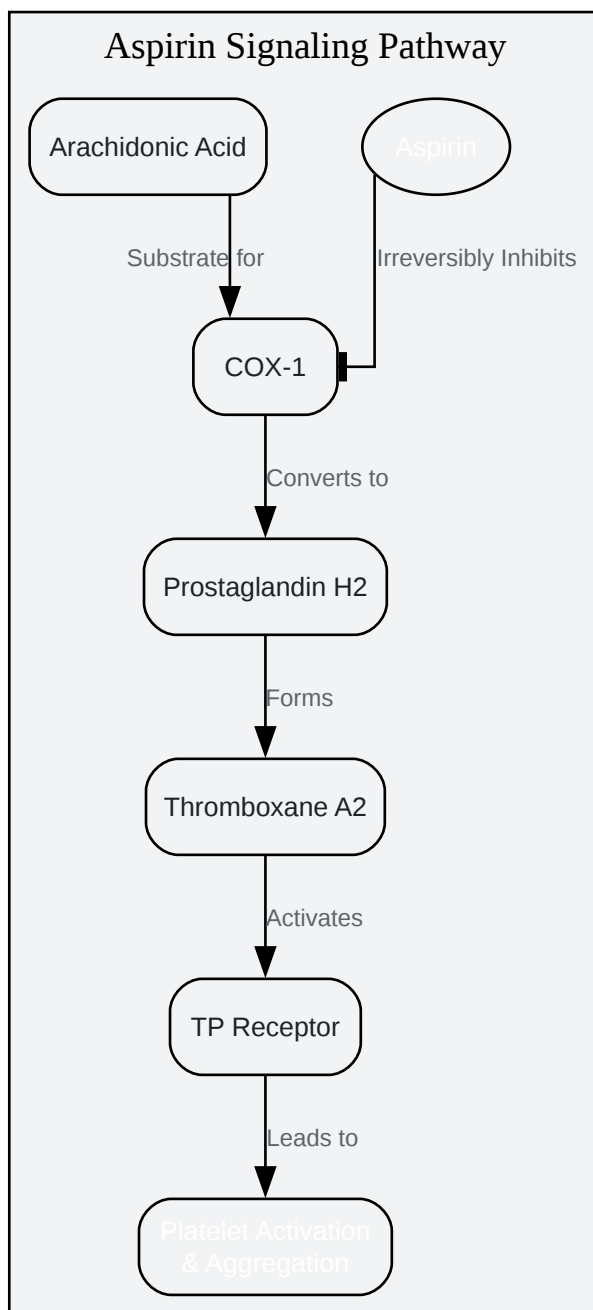 Aspirin Signaling Pathway
Arachidonic Acid
Aspirin
Substrate for
Irreversibly Inhibits
COX-1
Converts to
Prostaglandin H2
Forms
Thromboxane A2
Activates
TP Receptor
Leads to
Platelet Activation
& Aggregation